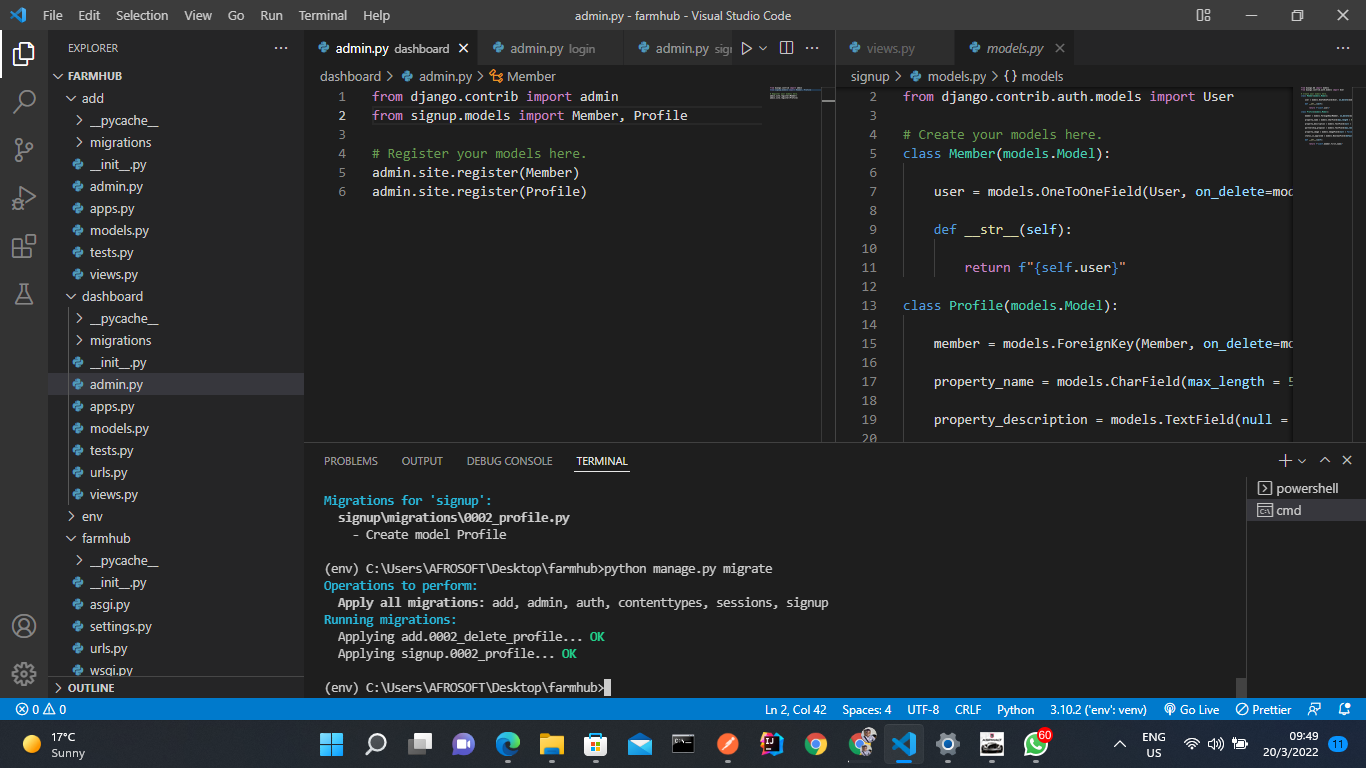 File Edit Selection View Go Run Terminal Help
admin.py - farmhub - Visual Studio Code
EXPLORER
FARMHUB
add
__pycache__
migrations
__init__.py
admin.py
apps.py
models.py
tests.py
views.py
dashboard
__pycache__
migrations
__init__.py
admin.py
apps.py
models.py
tests.py
urls.py
views.py
env
farmhub
__pycache__
__init__.py
asgi.py
settings.py
urls.py
wsgi.py
OUTLINE
admin.py dashboard
admin.py login
admin.py sig
dashboard > admin.py > Member
1 from django.contrib import admin
2 from signup.models import Member, Profile
3
4 # Register your models here.
5 admin.site.register(Member)
6 admin.site.register(Profile)
views.py
models.py
signup > models.py > {} models
2 from django.contrib.auth.models import User
3
4 # Create your models here.
5 class Member(models.Model):
6
7 user = models.OneToOneField(User, on_delete=mod
8
9 def __str__(self):
10
11 return f"{self.user}"
12
13 class Profile(models.Model):
14
15 member = models.ForeignKey(Member, on_delete=mo
16
17 property_name = models.CharField(max_length = 5
18
19 property_description = models.TextField(null =
20
PROBLEMS OUTPUT DEBUG CONSOLE TERMINAL
Migrations for 'signup':
signup\migrations\0002_profile.py
- Create model Profile
(env) C:\Users\AFROSOFT\Desktop\farmhub>python manage.py migrate
Operations to perform:
Apply all migrations: add, admin, auth, contenttypes, sessions, signup
Running migrations:
Applying add.0002_delete_profile... OK
Applying signup.0002_profile... OK
(env) C:\Users\AFROSOFT\Desktop\farmhub>
powershell
cmd
0 0
Ln 2, Col 42 Spaces: 4 UTF-8 CRLF Python 3.10.2 ('env': venv) Go Live Prettier
17°C
Sunny
60
ENG
US
09:49
20/3/2022
11